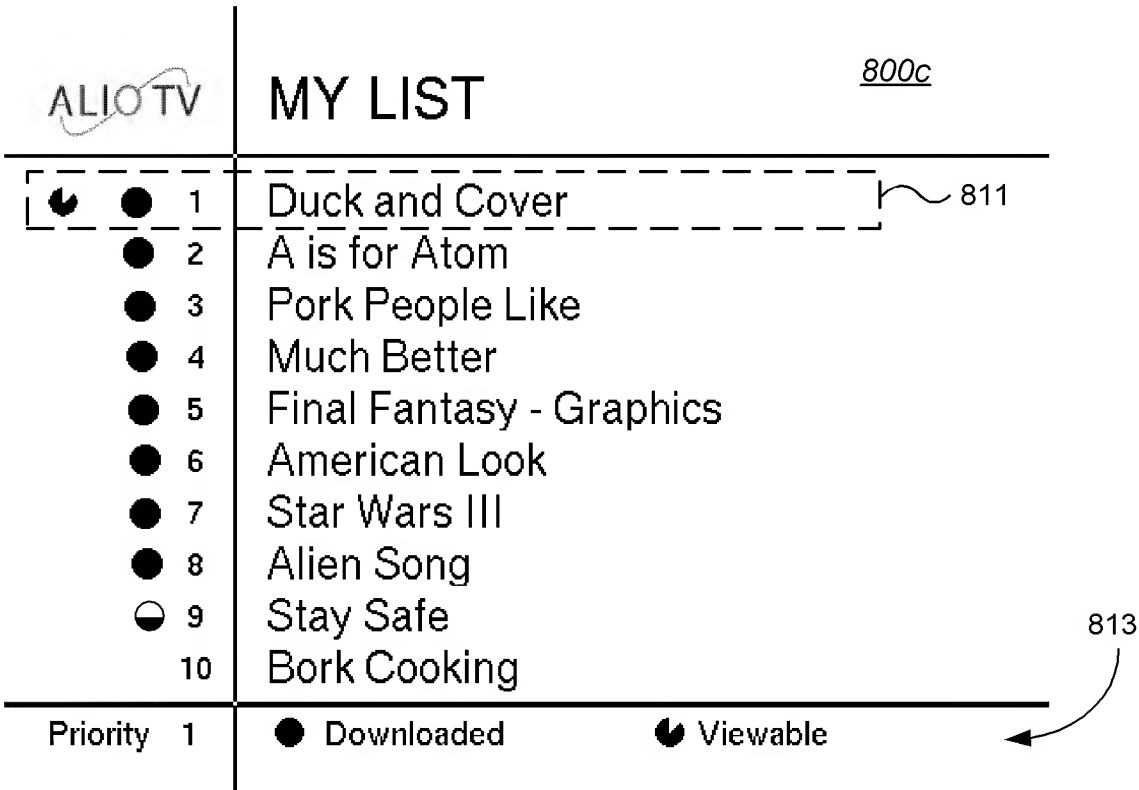 ALIO TV MY LIST 800c
1 Duck and Cover 811
2 A is for Atom
3 Pork People Like
4 Much Better
5 Final Fantasy - Graphics
6 American Look
7 Star Wars III
8 Alien Song
9 Stay Safe
813
10 Bork Cooking
Priority 1 Downloaded Viewable